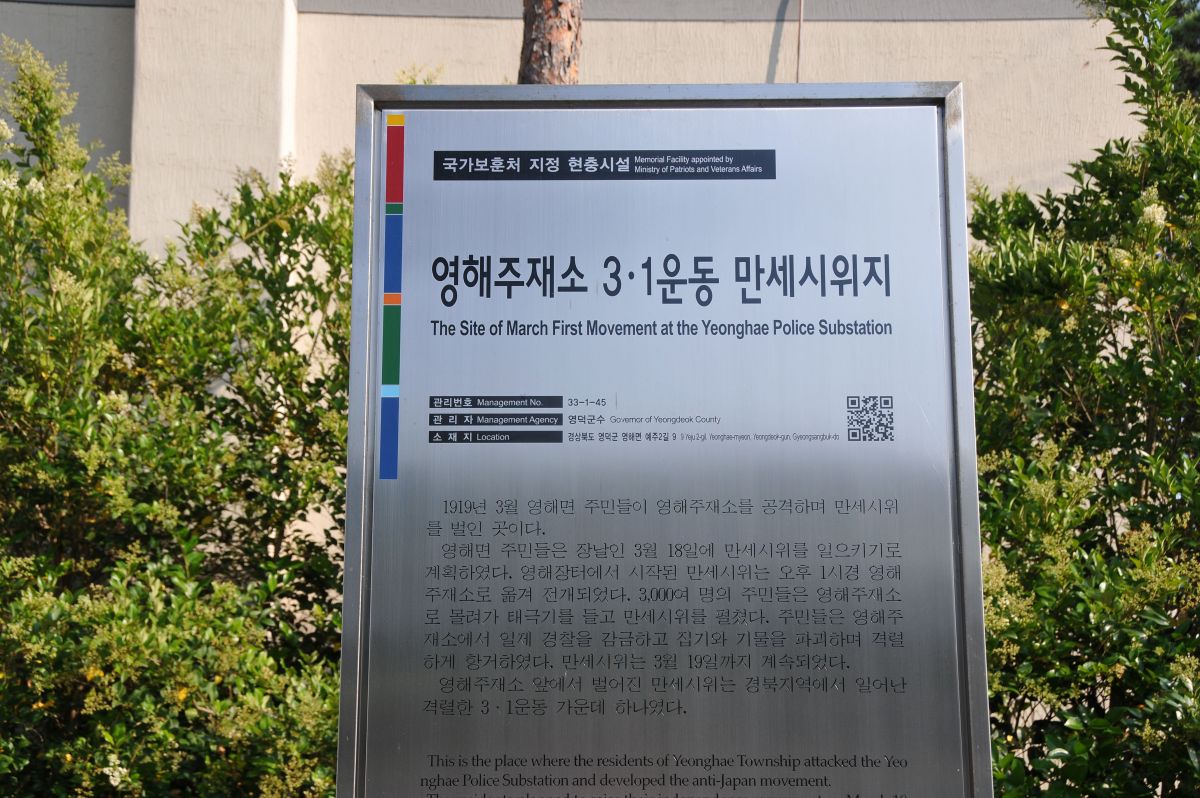 국가보훈처 지정 현충시설 Memorial Facility appointed by
Ministry of Patriots and Veterans Affairs
영해주재소 3·1운동 만세시위지
The Site of March First Movement at the Yeonghae Police Substation
관리번호 Management No. 33-1-45
관 리 자 Management Agency 영덕군수 Governor of Yeongdeok County
소 재 지 Location 경상북도 영덕군 영해면 예주2길 9 9 Yeju 2-gil, Yeonghae-myeon, Yeongdeok-gun, Gyeongsangbuk-do
1919년 3월 영해면 주민들이 영해주재소를 공격하며 만세시위
를 벌인 곳이다.
영해면 주민들은 장날인 3월 18일에 만세시위를 일으키기로
계획하였다. 영해장터에서 시작된 만세시위는 오후 1시경 영해
주재소로 옮겨 전개되었다. 3,000여 명의 주민들은 영해주재소
로 몰려가 태극기를 들고 만세시위를 펼쳤다. 주민들은 영해주
재소에서 일제 경찰을 감금하고 집기와 기물을 파괴하며 격렬
하게 항거하였다. 만세시위는 3월 19일까지 계속되었다.
영해주재소 앞에서 벌어진 만세시위는 경북지역에서 일어난
격렬한 3·1운동 가운데 하나였다.
This is the place where the residents of Yeonghae Township attacked the Yeo
nghae Police Substation and developed the anti-Japan movement.